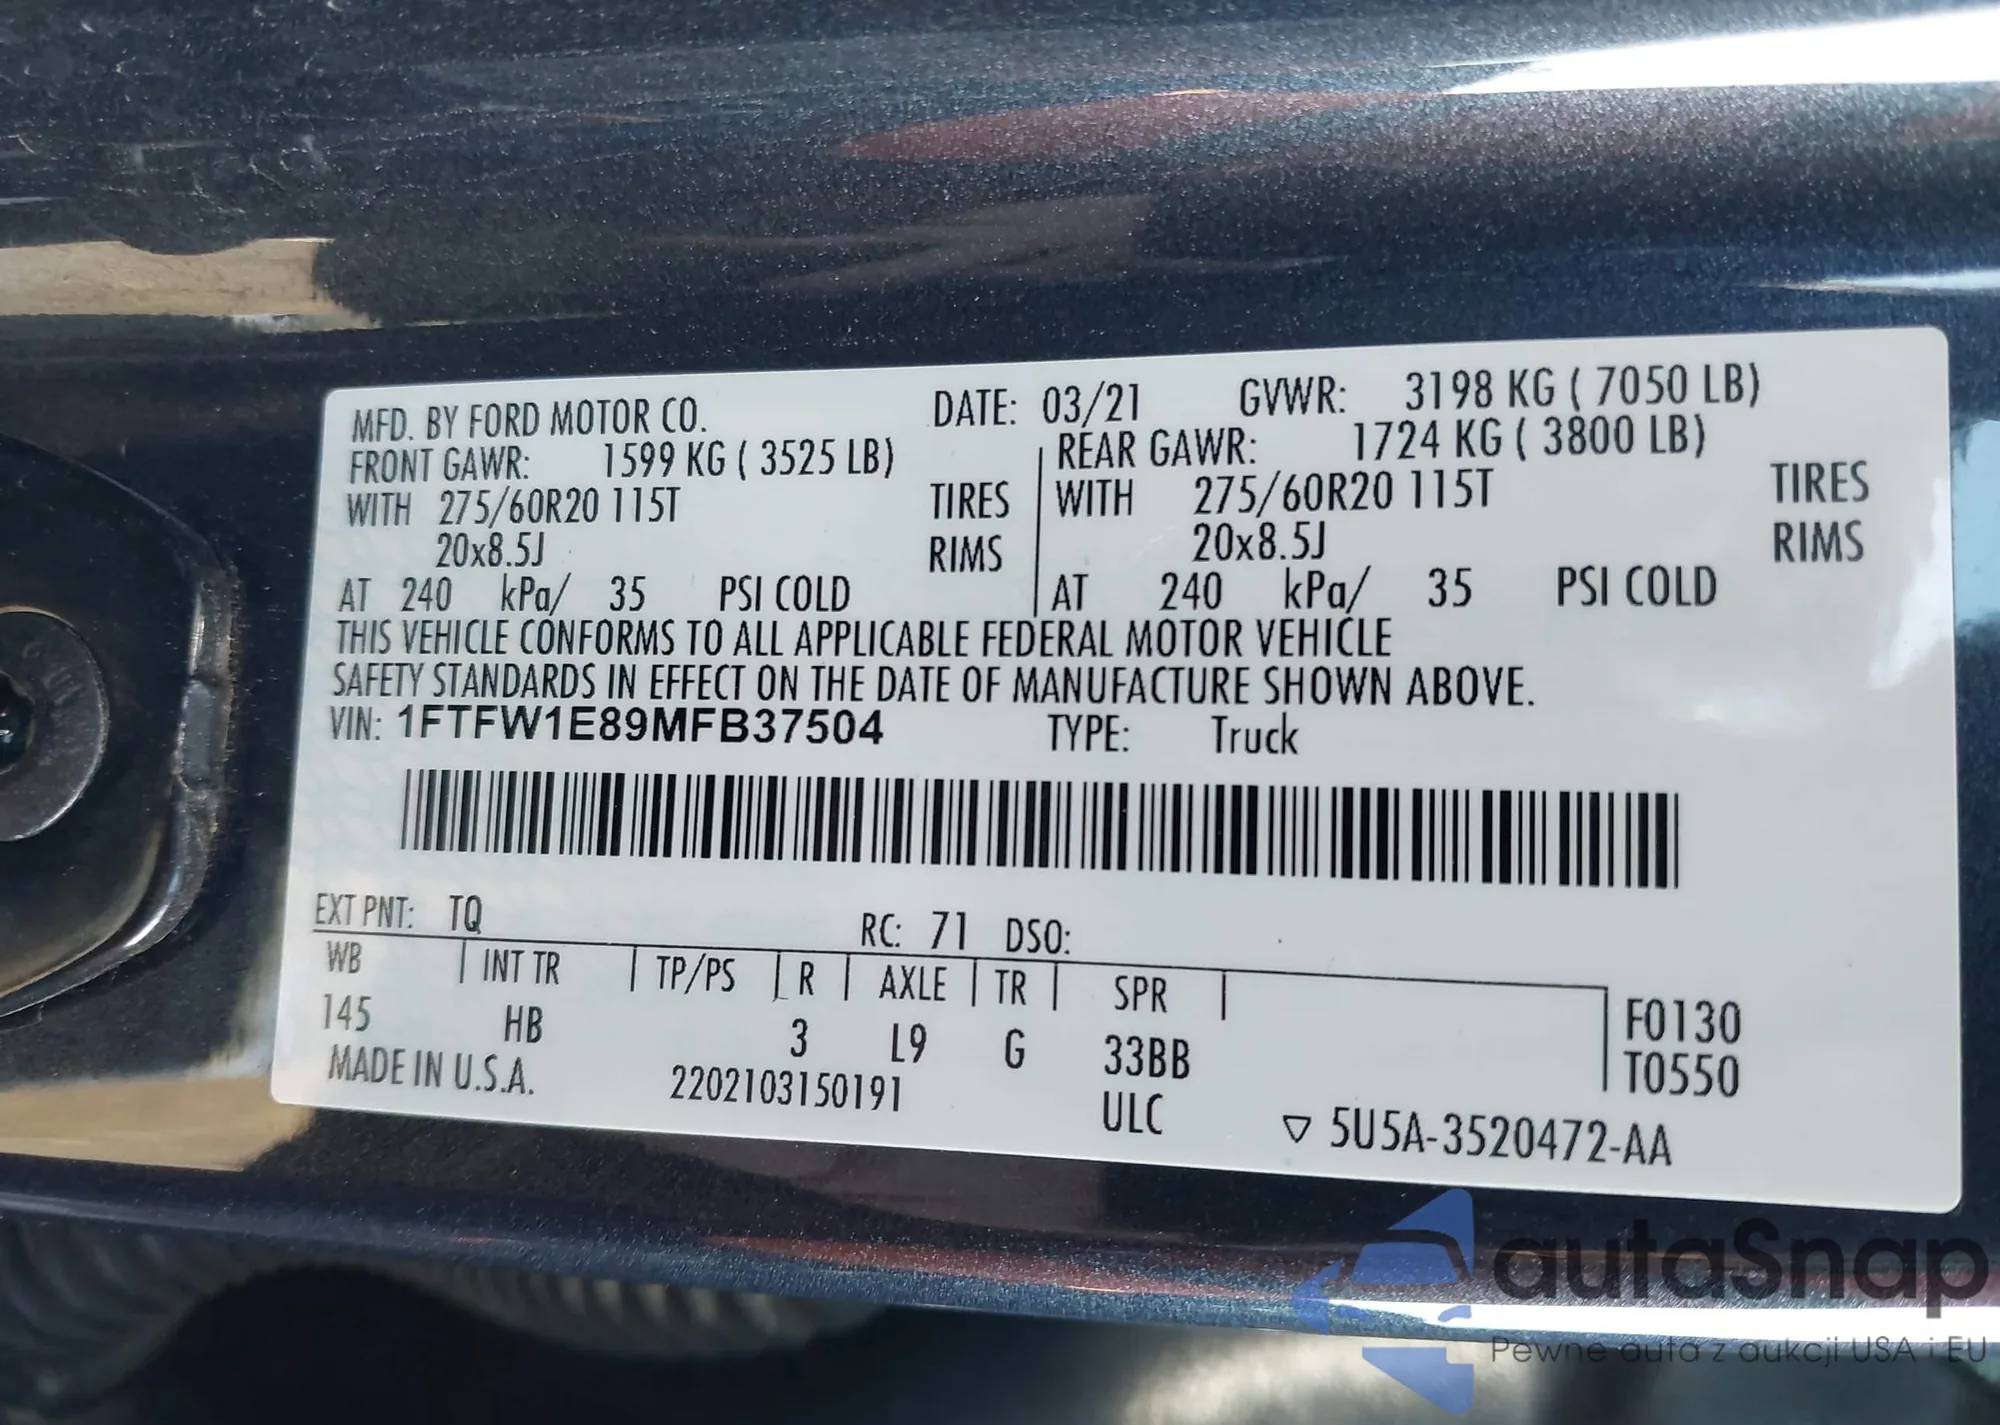 MFD. BY FORD MOTOR CO. DATE: 03/21 GVWR: 3198 KG ( 7050 LB)
FRONT GAWR: 1599 KG ( 3525 LB) REAR GAWR: 1724 KG ( 3800 LB)
WITH 275/60R20 115T TIRES WITH 275/60R20 115T TIRES
20x8.5J RIMS 20x8.5J RIMS
AT 240 kPa/ 35 PSI COLD AT 240 kPa/ 35 PSI COLD
THIS VEHICLE CONFORMS TO ALL APPLICABLE FEDERAL MOTOR VEHICLE
SAFETY STANDARDS IN EFFECT ON THE DATE OF MANUFACTURE SHOWN ABOVE.
VIN: 1FTFW1E89MFB37504 TYPE: Truck
EXT PNT: TQ RC: 71 DSO:
WB INT TR TP/PS R AXLE TR SPR
145 HB 3 L9 G 33BB F0130
T0550
MADE IN U.S.A. 2202103150191 ULC ▽ 5U5A-3520472-AA
autaSnap
Pewne auta z aukcji USA i EU